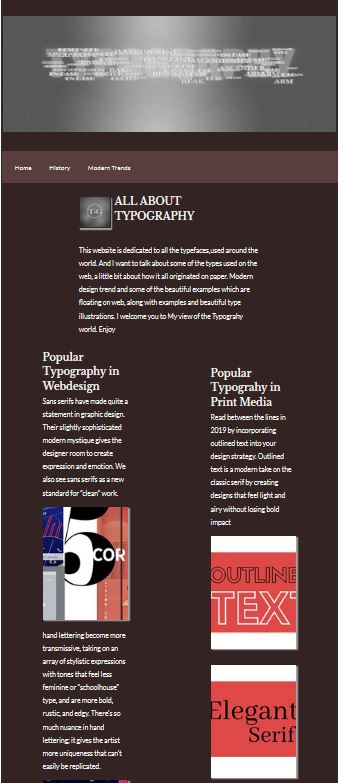 Home History Modern Trends
ALL ABOUT
TYPOGRAPHY
This website is dedicated to all the typefaces,used around the
world. And I want to talk about some of the types used on the
web, a little bit about how it all originated on paper. Modern
design trend and some of the beautiful examples which are
floating on web, along with examples and beautiful type
illustrations. I welcome you to My view of the Typograhy
world. Enjoy
Popular
Typography in
Webdesign
Sans serifs have made quite a
statement in graphic design.
Their slightly sophisticated
modern mystique gives the
designer room to create
expression and emotion. We
also see sans serifs as a new
standard for "clean" work.
5
COR
hand lettering become more
transmissive, taking on an
array of stylistic expressions
with tones that feel less
feminine or "schoolhouse"
type, and are more bold,
rustic, and edgy. There's so
much nuance in hand
lettering; it gives the artist
more uniqueness that can't
easily be replicated.
Popular
Typograhy in
Print Media
Read between the lines in
2019 by incorporating
outlined text into your
design strategy. Outlined
text is a modern take on the
classic serif by creating
designs that feel light and
airy without losing bold
impact
OUTLINE
TEXT
Elegant
Serif